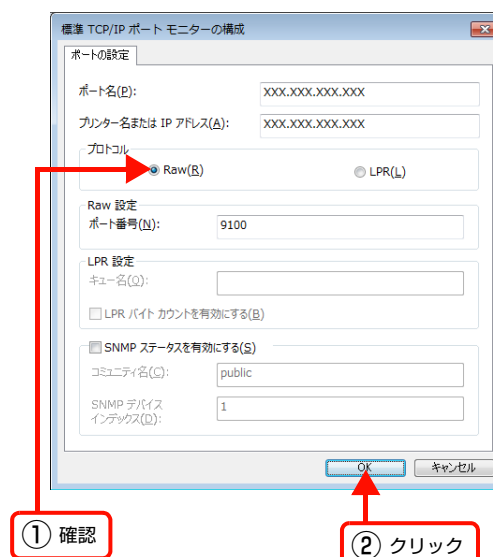 標準 TCP/IP ポート モニターの構成
ポートの設定
ポート名(P):
XXX.XXX.XXX.XXX
プリンター名または IP アドレス(A):
XXX.XXX.XXX.XXX
プロトコル
Raw(R)
LPR(L)
Raw 設定
ポート番号(N):
9100
LPR 設定
キュー名(Q):
LPR バイト カウントを有効にする(B)
SNMP ステータスを有効にする(S)
コミュニティ名(C):
public
SNMP デバイス
インデックス(D):
1
OK
キャンセル
① 確認
② クリック